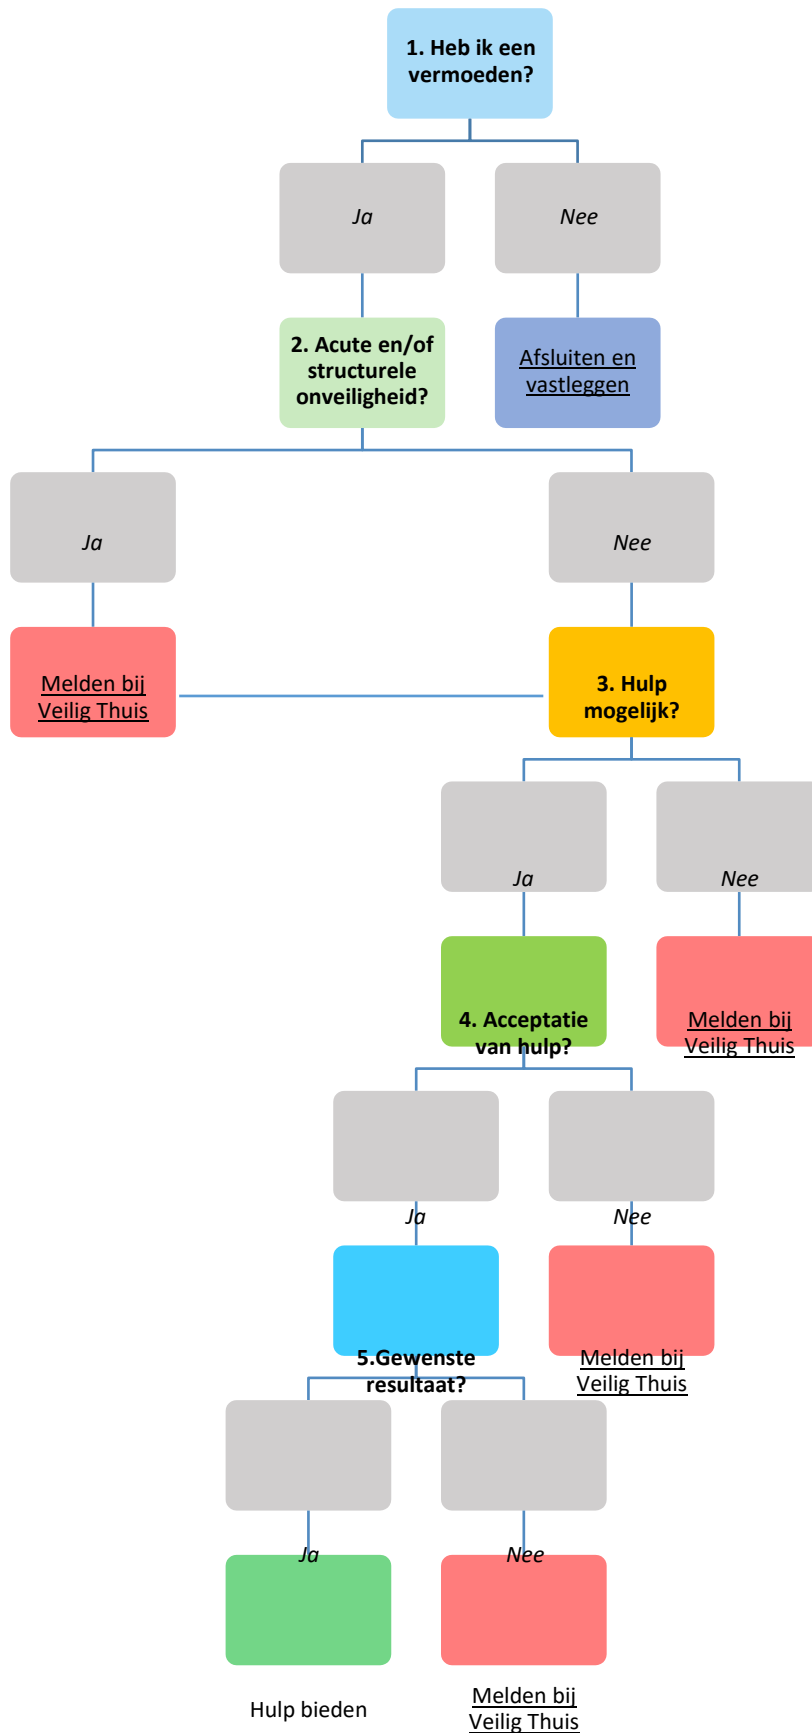 1. Heb ik een
vermoeden?
Ja
Nee
2. Acute en/of
structurele
onveiligheid?
Afsluiten en
vastleggen
Ja
Nee
Melden bij
Veilig Thuis
3. Hulp
mogelijk?
Ja
Nee
4. Acceptatie
van hulp?
Melden bij
Veilig Thuis
Ja
Nee
5.Gewenste
resultaat?
Melden bij
Veilig Thuis
Ja
Nee
Hulp bieden
Melden bij
Veilig Thuis